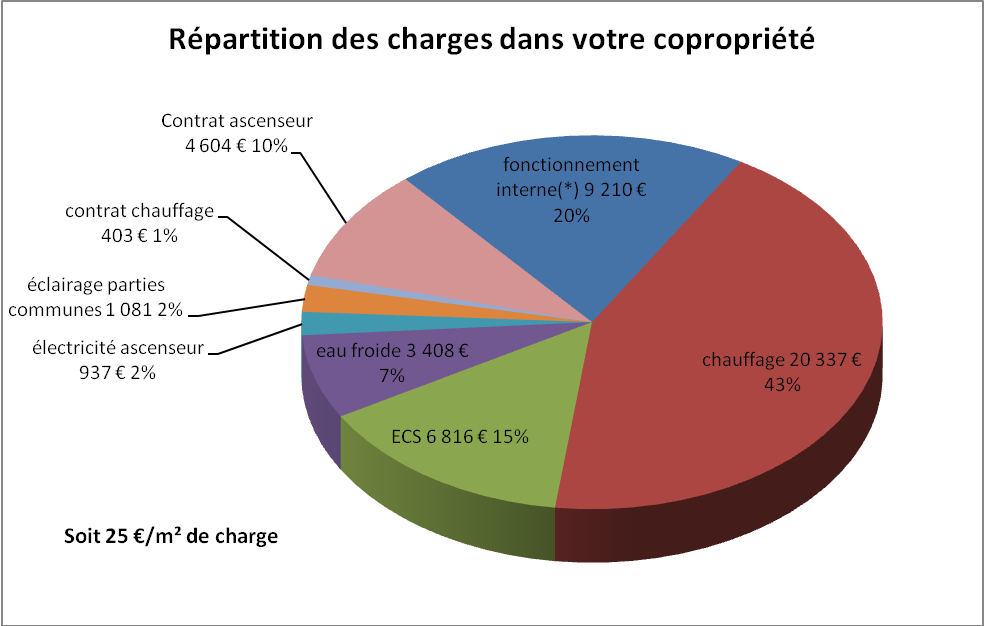 Répartition des charges dans votre copropriété
Contrat ascenseur
4 604 € 10%
fonctionnement
interne(*) 9 210 €
20%
contrat chauffage
403 € 1%
éclairage parties
communes 1 081 2%
électricité ascenseur
937 € 2%
eau froide 3 408 €
7%
chauffage 20 337 €
43%
ECS 6 816 € 15%
Soit 25 €/m² de charge